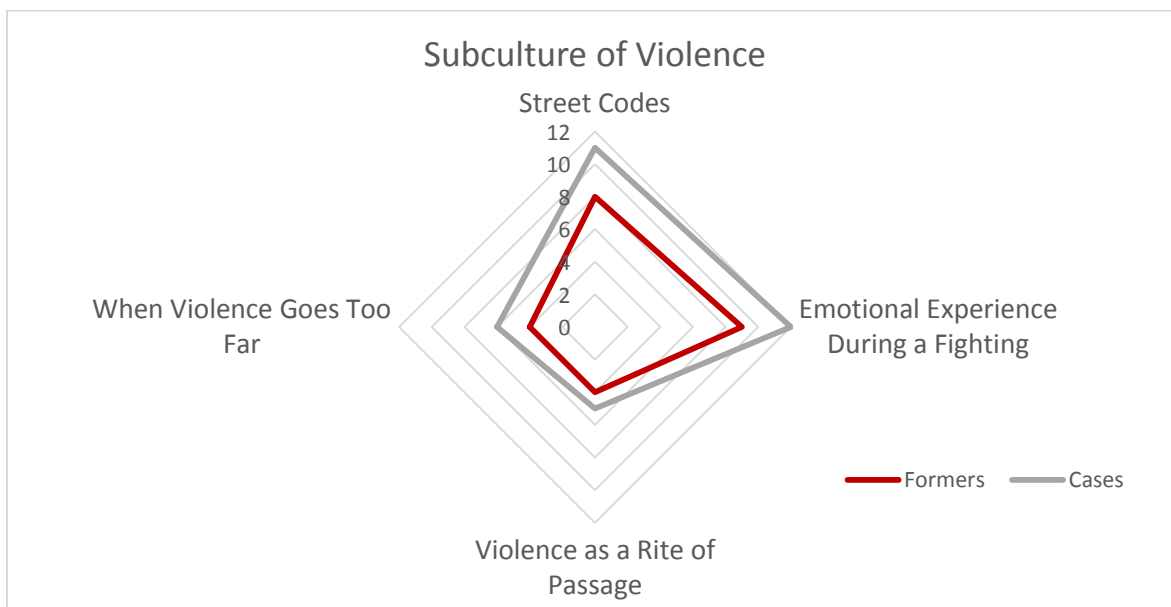 Subculture of Violence
Street Codes
12
10
8
6
4
2
0
When Violence Goes Too
Far
Emotional Experience
During a Fighting
Formers
Cases
Violence as a Rite of
Passage